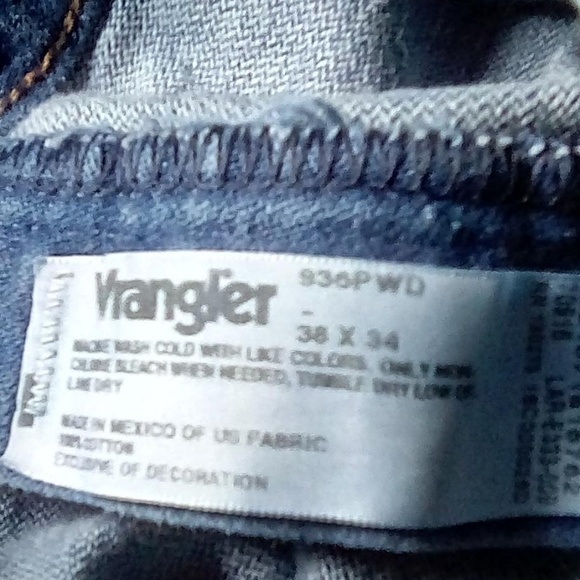 Wrangler
936PWD
-
38 X 34
MACHINE WASH COLD WITH LIKE COLORS. ONLY NON
CHLORINE BLEACH WHEN NEEDED, TUMBLE DRY LOW OR
LINE DRY
MADE IN MEXICO OF US FABRIC
100% COTTON
EXCLUSIVE OF DECORATION